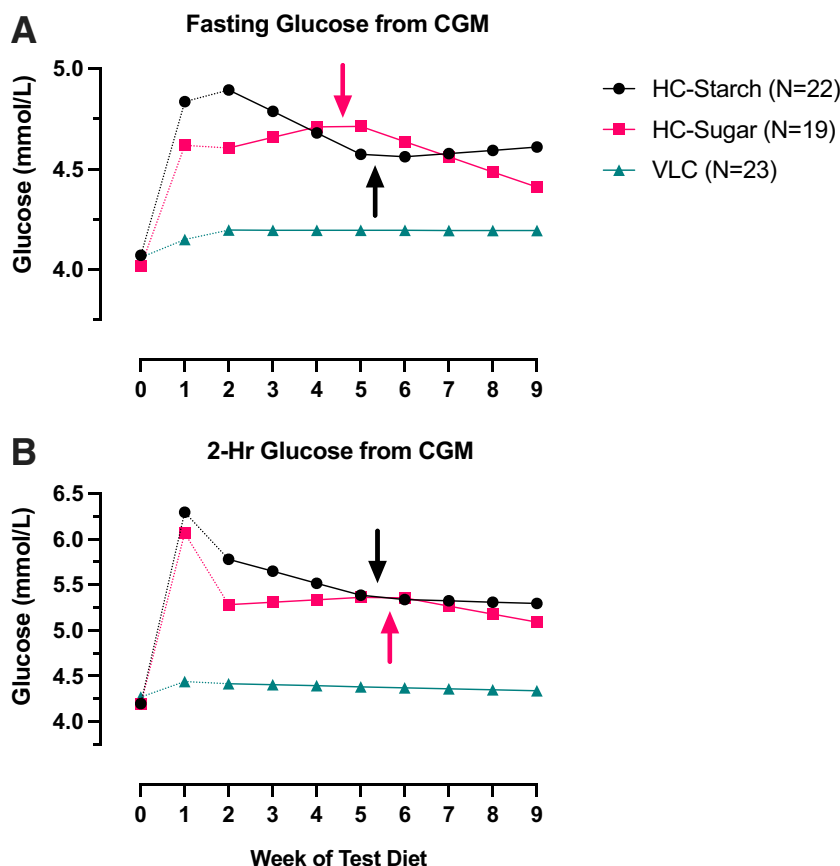 A
Fasting Glucose from CGM
Glucose (mmol/L)
5.0
4.5
4.0
0 1 2 3 4 5 6 7 8 9
HC-Starch (N=22)
HC-Sugar (N=19)
VLC (N=23)
B
2-Hr Glucose from CGM
Glucose (mmol/L)
6.5
6.0
5.5
5.0
4.5
4.0
0 1 2 3 4 5 6 7 8 9
Week of Test Diet